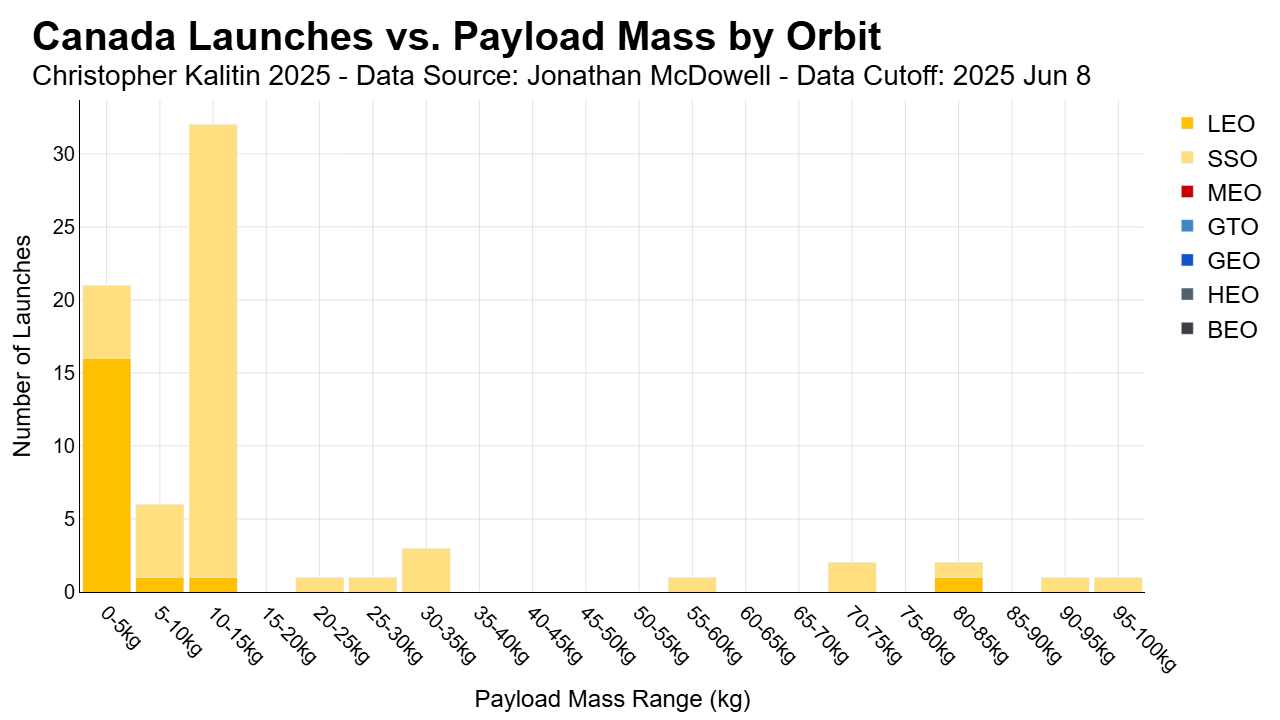 Canada Launches vs. Payload Mass by Orbit
Christopher Kalitin 2025 - Data Source: Jonathan McDowell - Data Cutoff: 2025 Jun 8
LEO
SSO
MEO
GTO
GEO
HEO
BEO
Number of Launches
30
25
20
15
10
5
0
0-5kg
5-10kg
10-15kg
15-20kg
20-25kg
25-30kg
30-35kg
35-40kg
40-45kg
45-50kg
50-55kg
55-60kg
60-65kg
65-70kg
70-75kg
75-80kg
80-85kg
85-90kg
90-95kg
95-100kg
Payload Mass Range (kg)